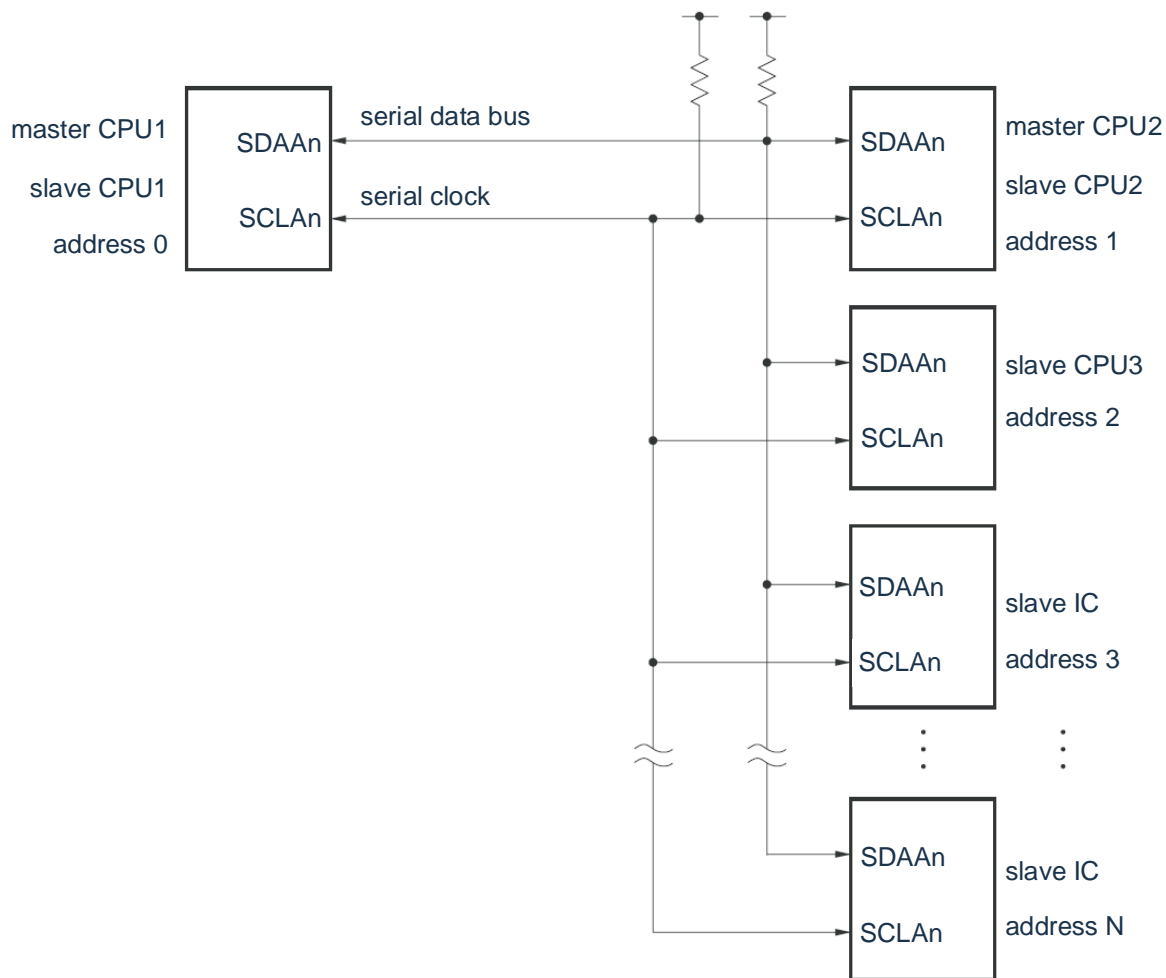 serial data bus
master CPU1
SDAAn
SDAAn
master CPU2
slave CPU1
serial clock
slave CPU2
SCLAn
SCLAn
address 0
address 1
SDAAn
slave CPU3
address 2
SCLAn
SDAAn
slave IC
SCLAn
address 3
SDAAn
slave IC
SCLAn
address N